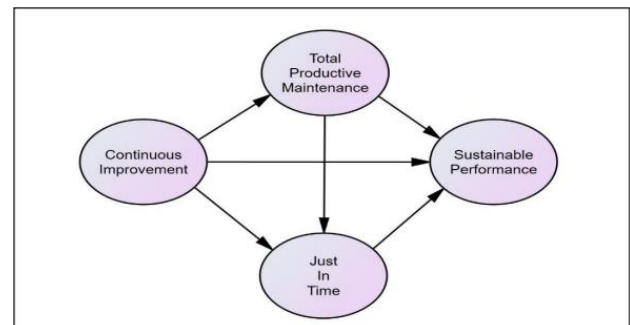 Total
Productive
Maintenance
Continuous
Improvement
Sustainable
Performance
Just
In
Time